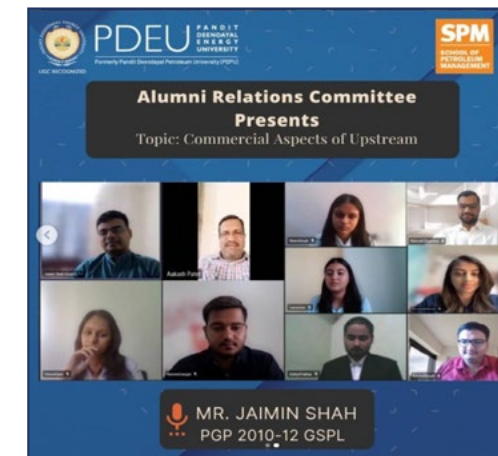 PDEU
PANDIT
DEENDAYAL
ENERGY
UNIVERSITY
Formerly Pandit Deendayal Petroleum University (PDPU)
UGC RECOGNIZED
SPM
SCHOOL OF
PETROLEUM
MANAGEMENT
Alumni Relations Committee
Presents
Topic: Commercial Aspects of Upstream
Aakash Patel
MR. JAIMIN SHAH
PGP 2010-12 GSPL